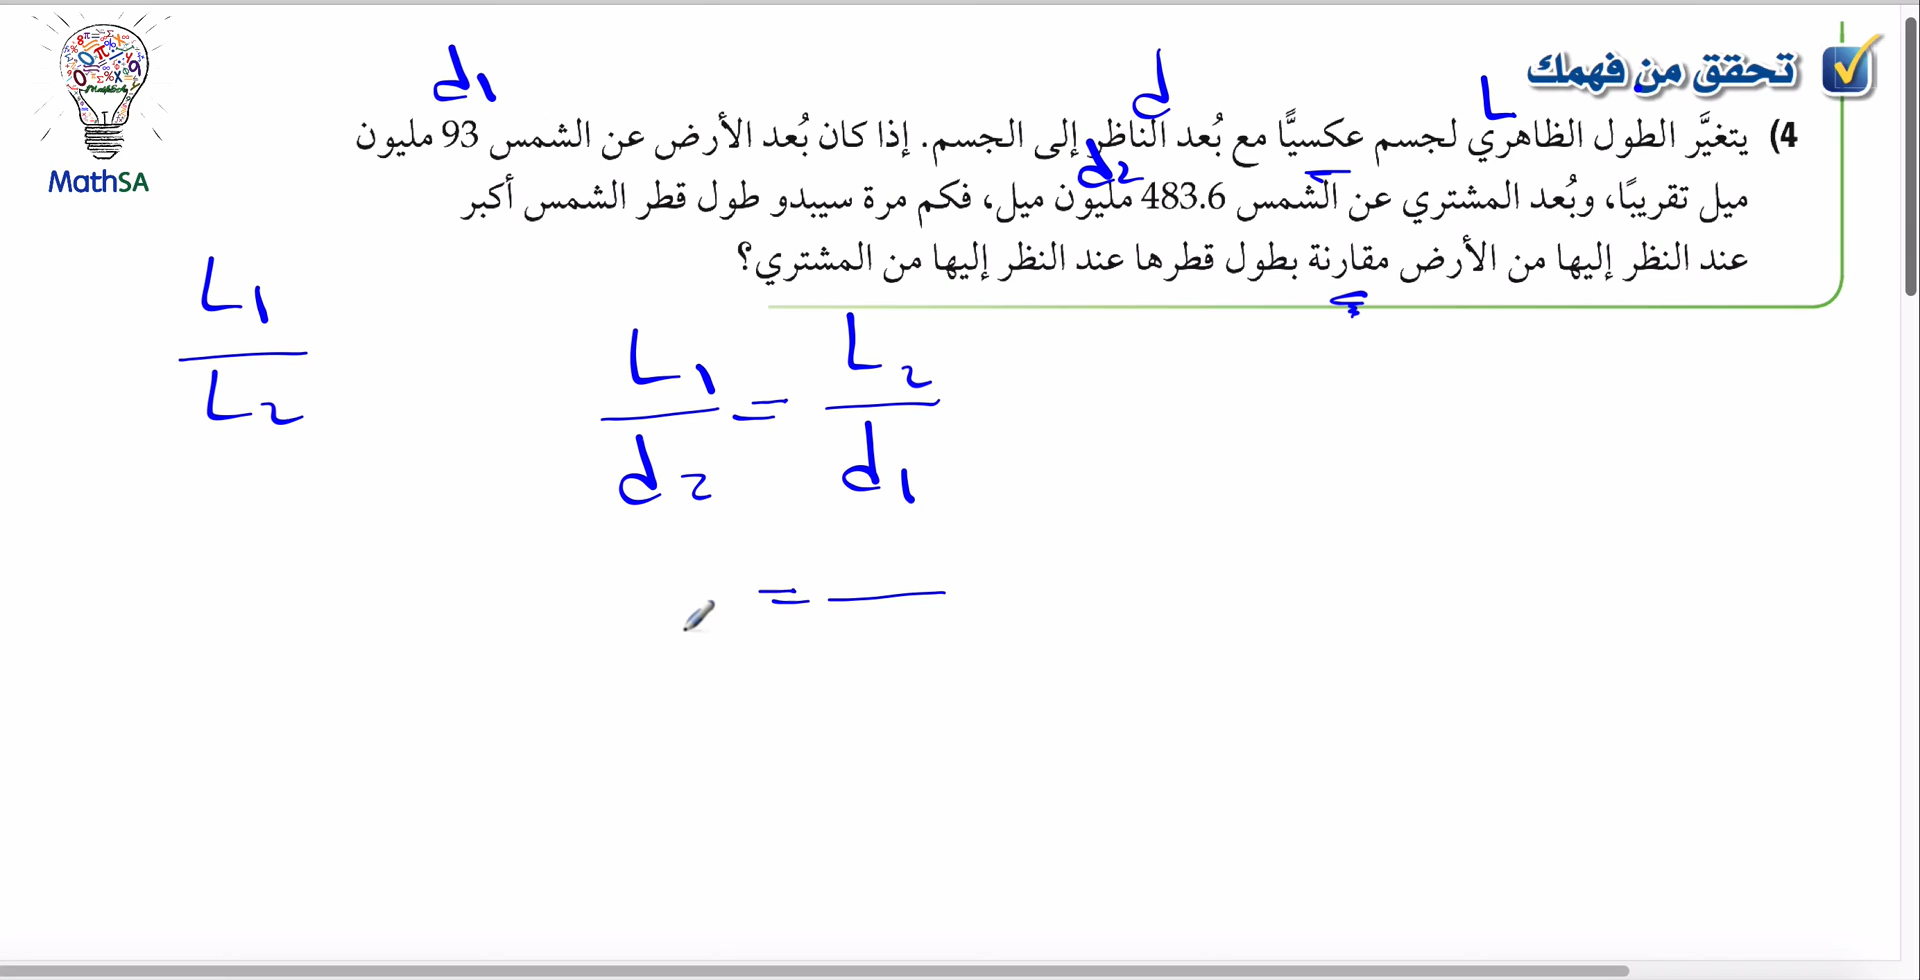 MathSA
تحقق من فهمك
d1
d
L
4) يتغيَّر الطول الظاهري لجسم عكسيًّا مع بُعد الناظر إلى الجسم. إذا كان بُعد الأرض عن الشمس 93 مليون
d2
ميل تقريبًا، وبُعد المشتري عن الشمس 483.6 مليون ميل، فكم مرة سيبدو طول قطر الشمس أكبر
عند النظر إليها من الأرض مقارنة بطول قطرها عند النظر إليها من المشتري؟
L1
L2
L1 = L2
d2 d1
=